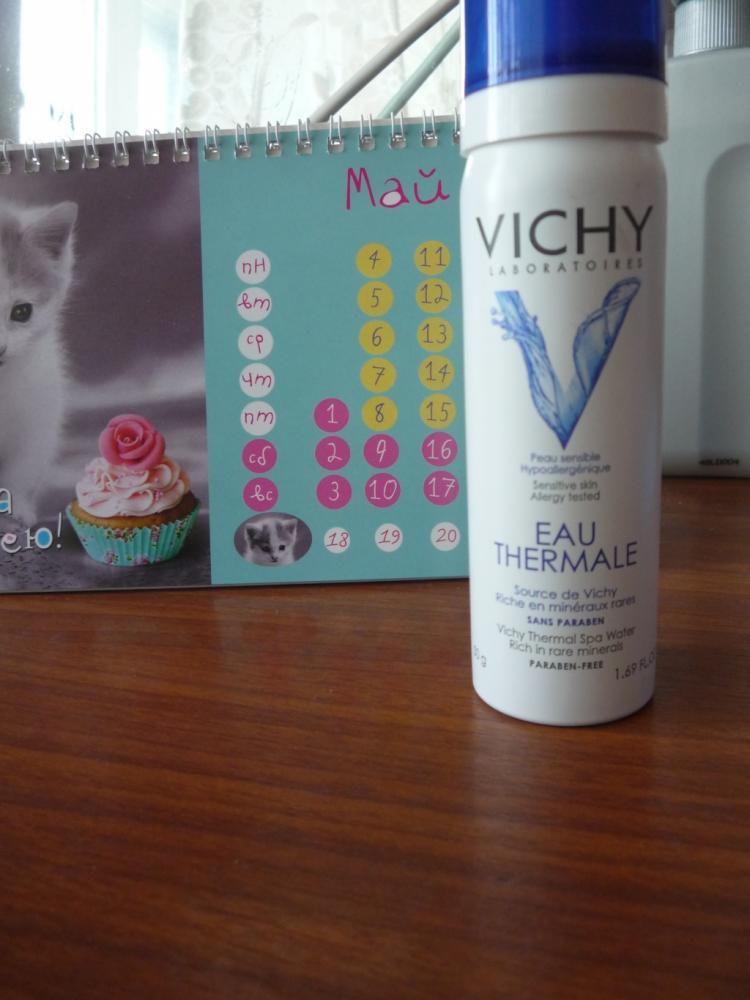 Май
пн 4 11
вт 5 12
ср 6 13
чт 7 14
пт 1 8 15
сб 2 9 16
вс 3 10 17
18 19 20
ею!
VICHY
LABORATOIRES
Peau sensible
Hypoallergénique
Sensitive skin
Allergy tested
EAU
THERMALE
Source de Vichy
Riche en minéraux rares
SANS PARABEN
Vichy Thermal Spa Water
Rich in rare minerals
PARABEN-FREE
1.69 FL.O